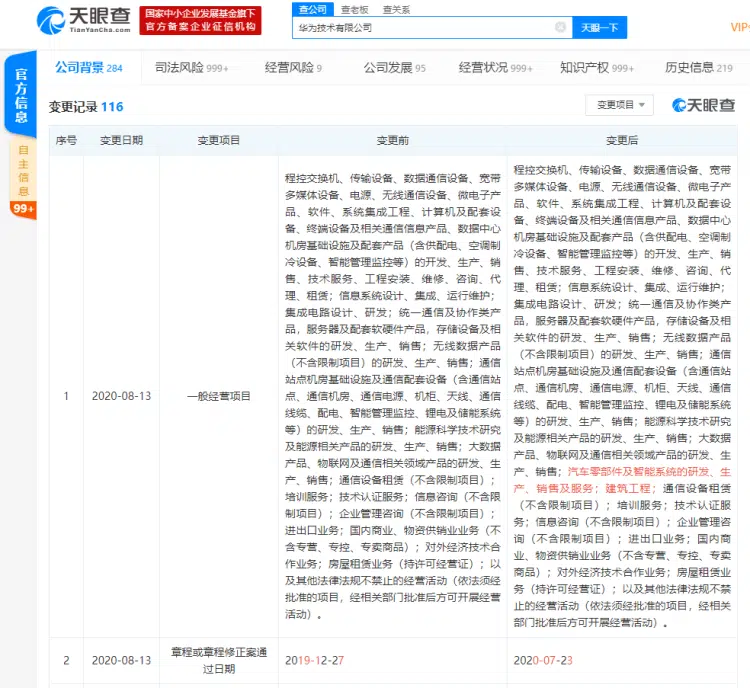 天眼查
TianYanCha.com
国家中小企业发展基金旗下
官方备案企业征信机构
查公司 查老板 查关系
华为技术有限公司
天眼一下
VIP
官方信息
自主信息
99+
公司背景 284 司法风险 999+ 经营风险 9 公司发展 95 经营状况 999+ 知识产权 999+ 历史信息 219
变更记录 116
变更项目
天眼查
序号 变更日期 变更项目 变更前 变更后
1
2020-08-13
一般经营项目
程控交换机、传输设备、数据通信设备、宽带
多媒体设备、电源、无线通信设备、微电子产
品、软件、系统集成工程、计算机及配套设
备、终端设备及相关通信信息产品、数据中心
机房基础设施及配套产品（含供配电、空调制
冷设备、智能管理监控等）的开发、生产、销
售、技术服务、工程安装、维修、咨询、代
理、租赁；信息系统设计、集成、运行维护；
集成电路设计、研发；统一通信及协作类产
品，服务器及配套软硬件产品，存储设备及相
关软件的研发、生产、销售；无线数据产品
（不含限制项目）的研发、生产、销售；通信
站点机房基础设施及通信配套设备（含通信站
点、通信机房、通信电源、机柜、天线、通信
线缆、配电、智能管理监控、锂电及储能系统
等）的研发、生产、销售；能源科学技术研究
及能源相关产品的研发、生产、销售；大数据
产品、物联网及通信相关领域产品的研发、生
产、销售；通信设备租赁（不含限制项目）；
培训服务；技术认证服务；信息咨询（不含限
制项目）；企业管理咨询（不含限制项目）；
进出口业务；国内商业、物资供销业业务（不
含专营、专控、专卖商品）；对外经济技术合
作业务；房屋租赁业务（持许可经营证）；以
及其他法律法规不禁止的经营活动（依法须经
批准的项目，经相关部门批准后方可开展经营
活动）。
程控交换机、传输设备、数据通信设备、宽带
多媒体设备、电源、无线通信设备、微电子产
品、软件、系统集成工程、计算机及配套设
备、终端设备及相关通信信息产品、数据中心
机房基础设施及配套产品（含供配电、空调制
冷设备、智能管理监控等）的开发、生产、销
售、技术服务、工程安装、维修、咨询、代
理、租赁；信息系统设计、集成、运行维护；
集成电路设计、研发；统一通信及协作类产
品，服务器及配套软硬件产品，存储设备及相
关软件的研发、生产、销售；无线数据产品
（不含限制项目）的研发、生产、销售；通信
站点机房基础设施及通信配套设备（含通信站
点、通信机房、通信电源、机柜、天线、通信
线缆、配电、智能管理监控、锂电及储能系统
等）的研发、生产、销售；能源科学技术研究
及能源相关产品的研发、生产、销售；大数据
产品、物联网及通信相关领域产品的研发、生
产、销售；汽车零部件及智能系统的研发、生
产、销售及服务；建筑工程；通信设备租赁
（不含限制项目）；培训服务；技术认证服
务；信息咨询（不含限制项目）；企业管理咨
询（不含限制项目）；进出口业务；国内商
业、物资供销业业务（不含专营、专控、专卖
商品）；对外经济技术合作业务；房屋租赁业
务（持许可经营证）；以及其他法律法规不禁
止的经营活动（依法须经批准的项目，经相关
部门批准后方可开展经营活动）。
2
2020-08-13
章程或章程修正案通
过日期
2019-12-27
2020-07-23